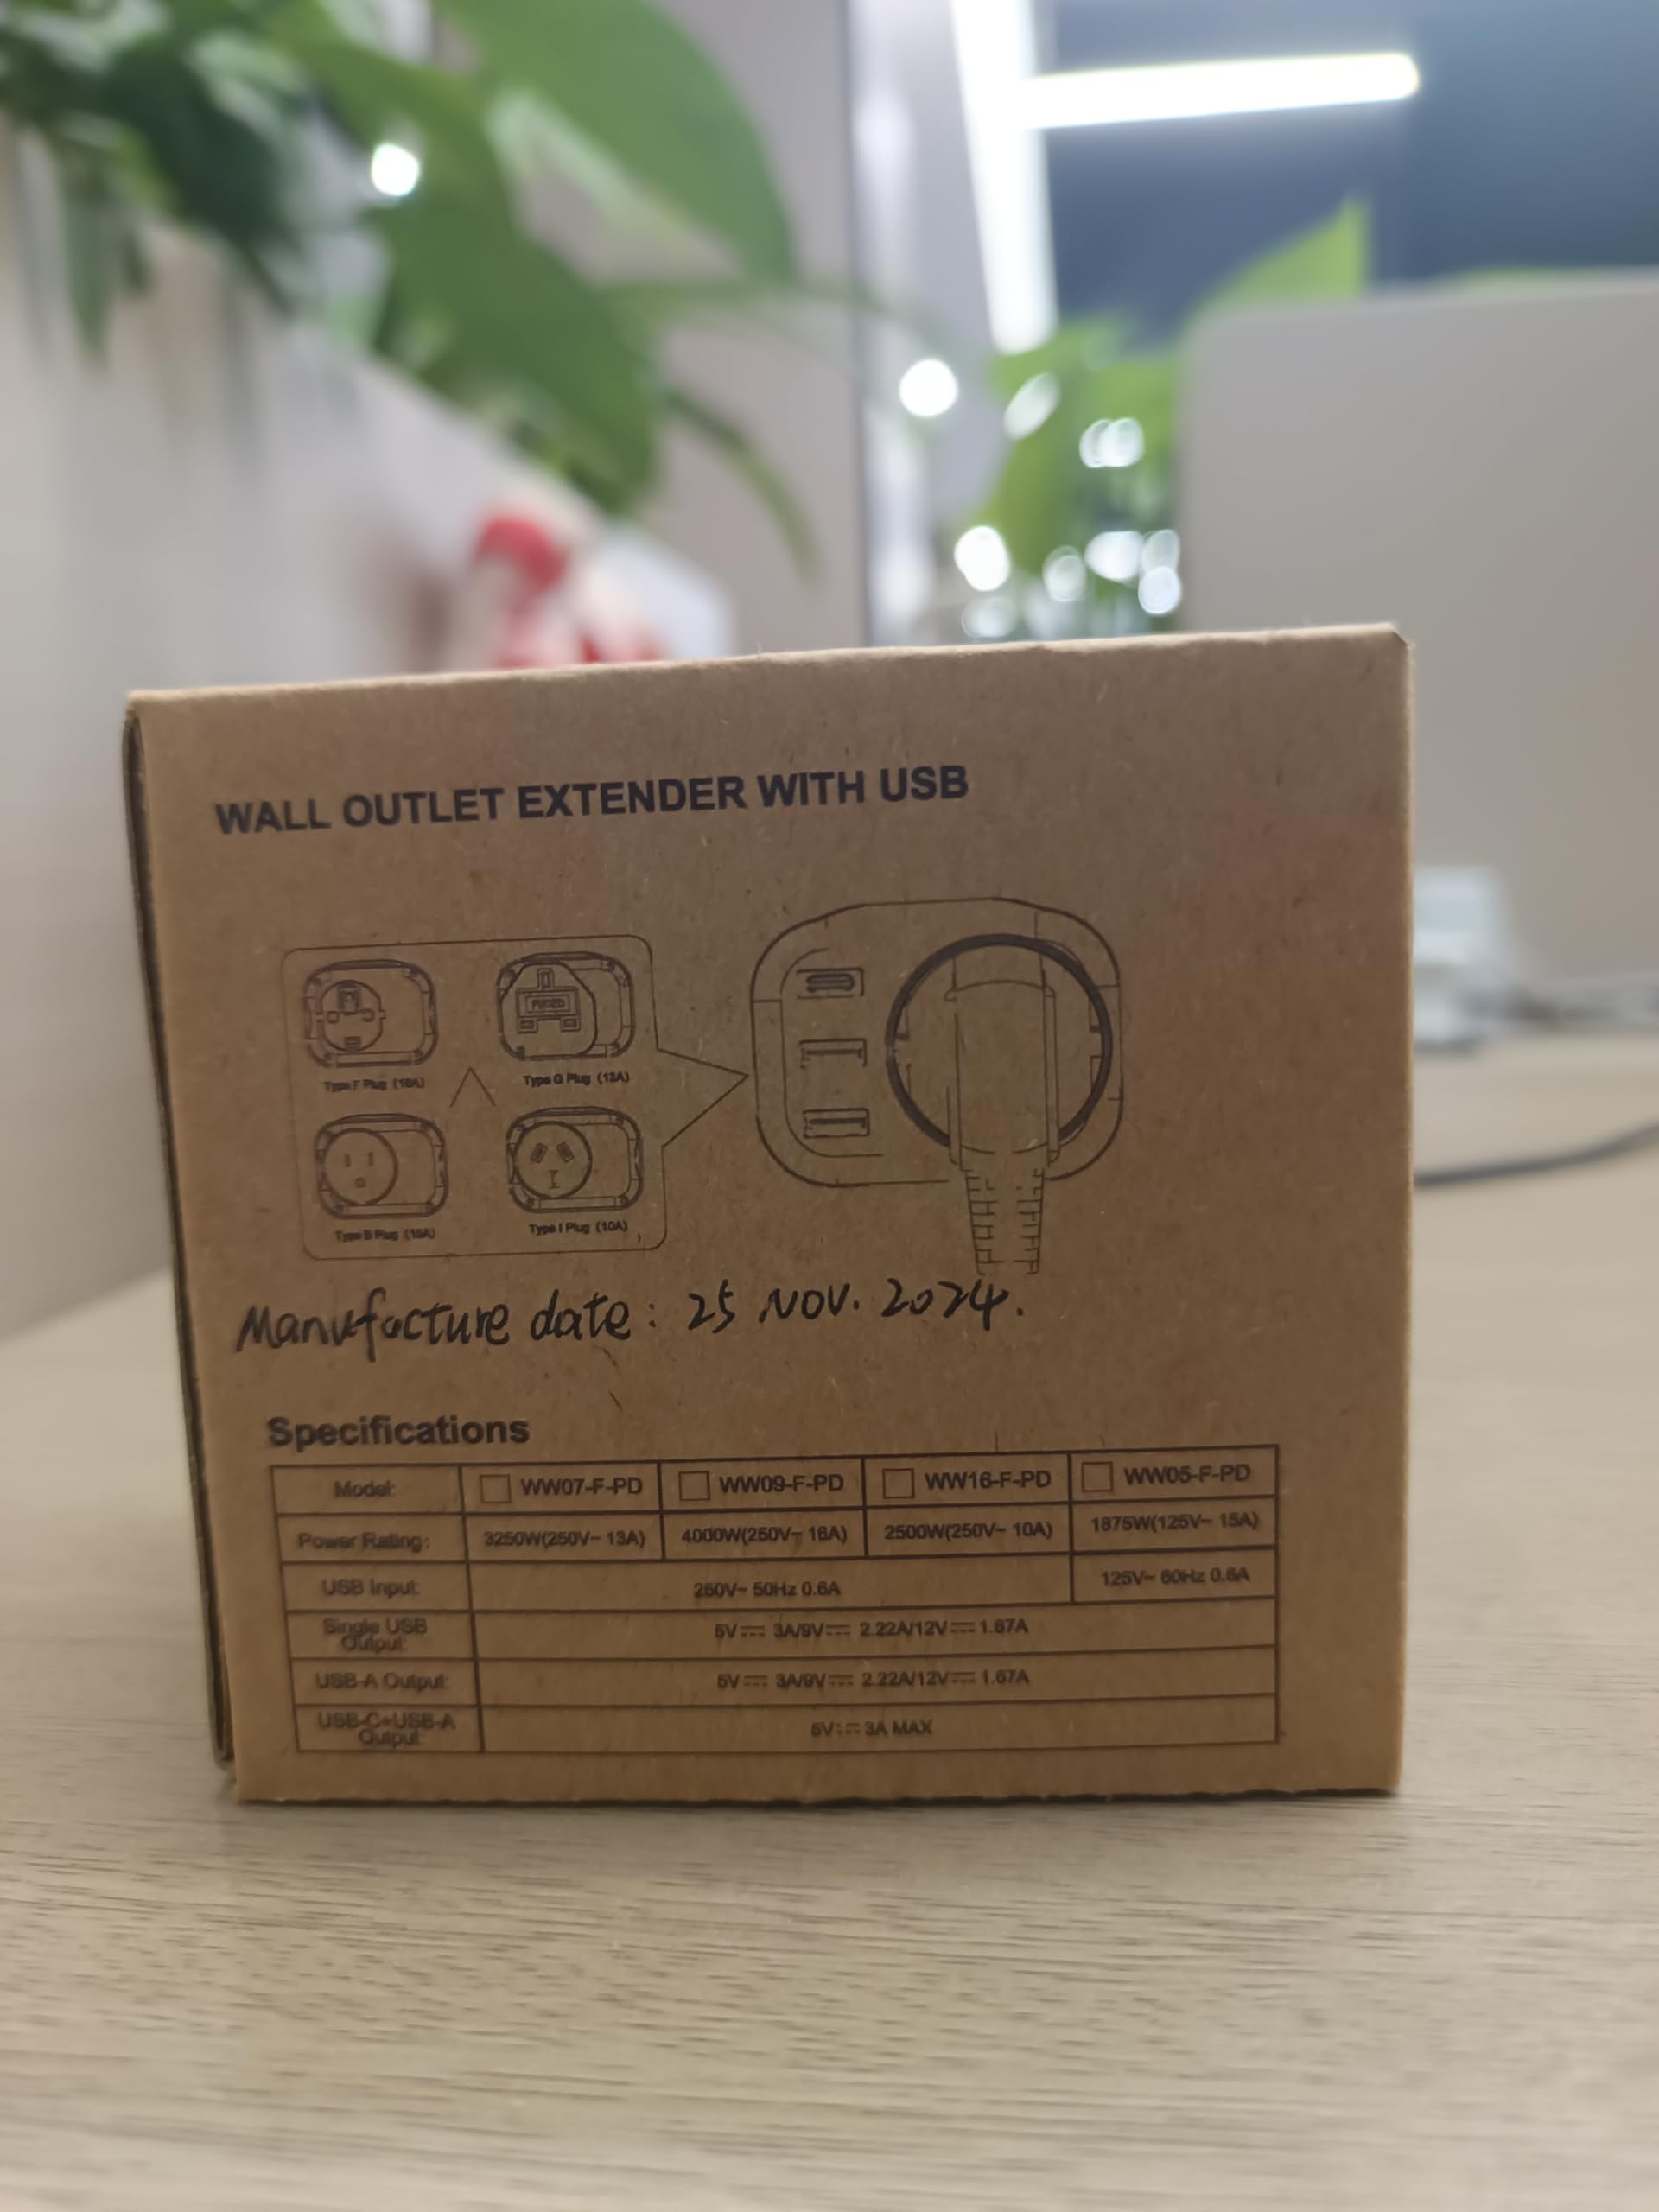 WALL OUTLET EXTENDER WITH USB
FUSED
Type F Plug (16A)
Type G Plug (13A)
Type B Plug (15A)
Type I Plug (10A)
Manufacture date: 25 NOV. 2024.
Specifications
Model: WW07-F-PD WW09-F-PD WW16-F-PD WW05-F-PD
Power Rating: 3250W(250V~ 13A) 4000W(250V~ 16A) 2500W(250V~ 10A) 1875W(125V~ 15A)
USB Input: 250V~ 50Hz 0.6A 125V~ 60Hz 0.6A
Single USB
Output: 5V⎓ 3A/9V⎓ 2.22A/12V⎓ 1.67A
USB-A Output: 5V⎓ 3A/9V⎓ 2.22A/12V⎓ 1.67A
USB-C+USB-A
Output 5V⎓ 3A MAX